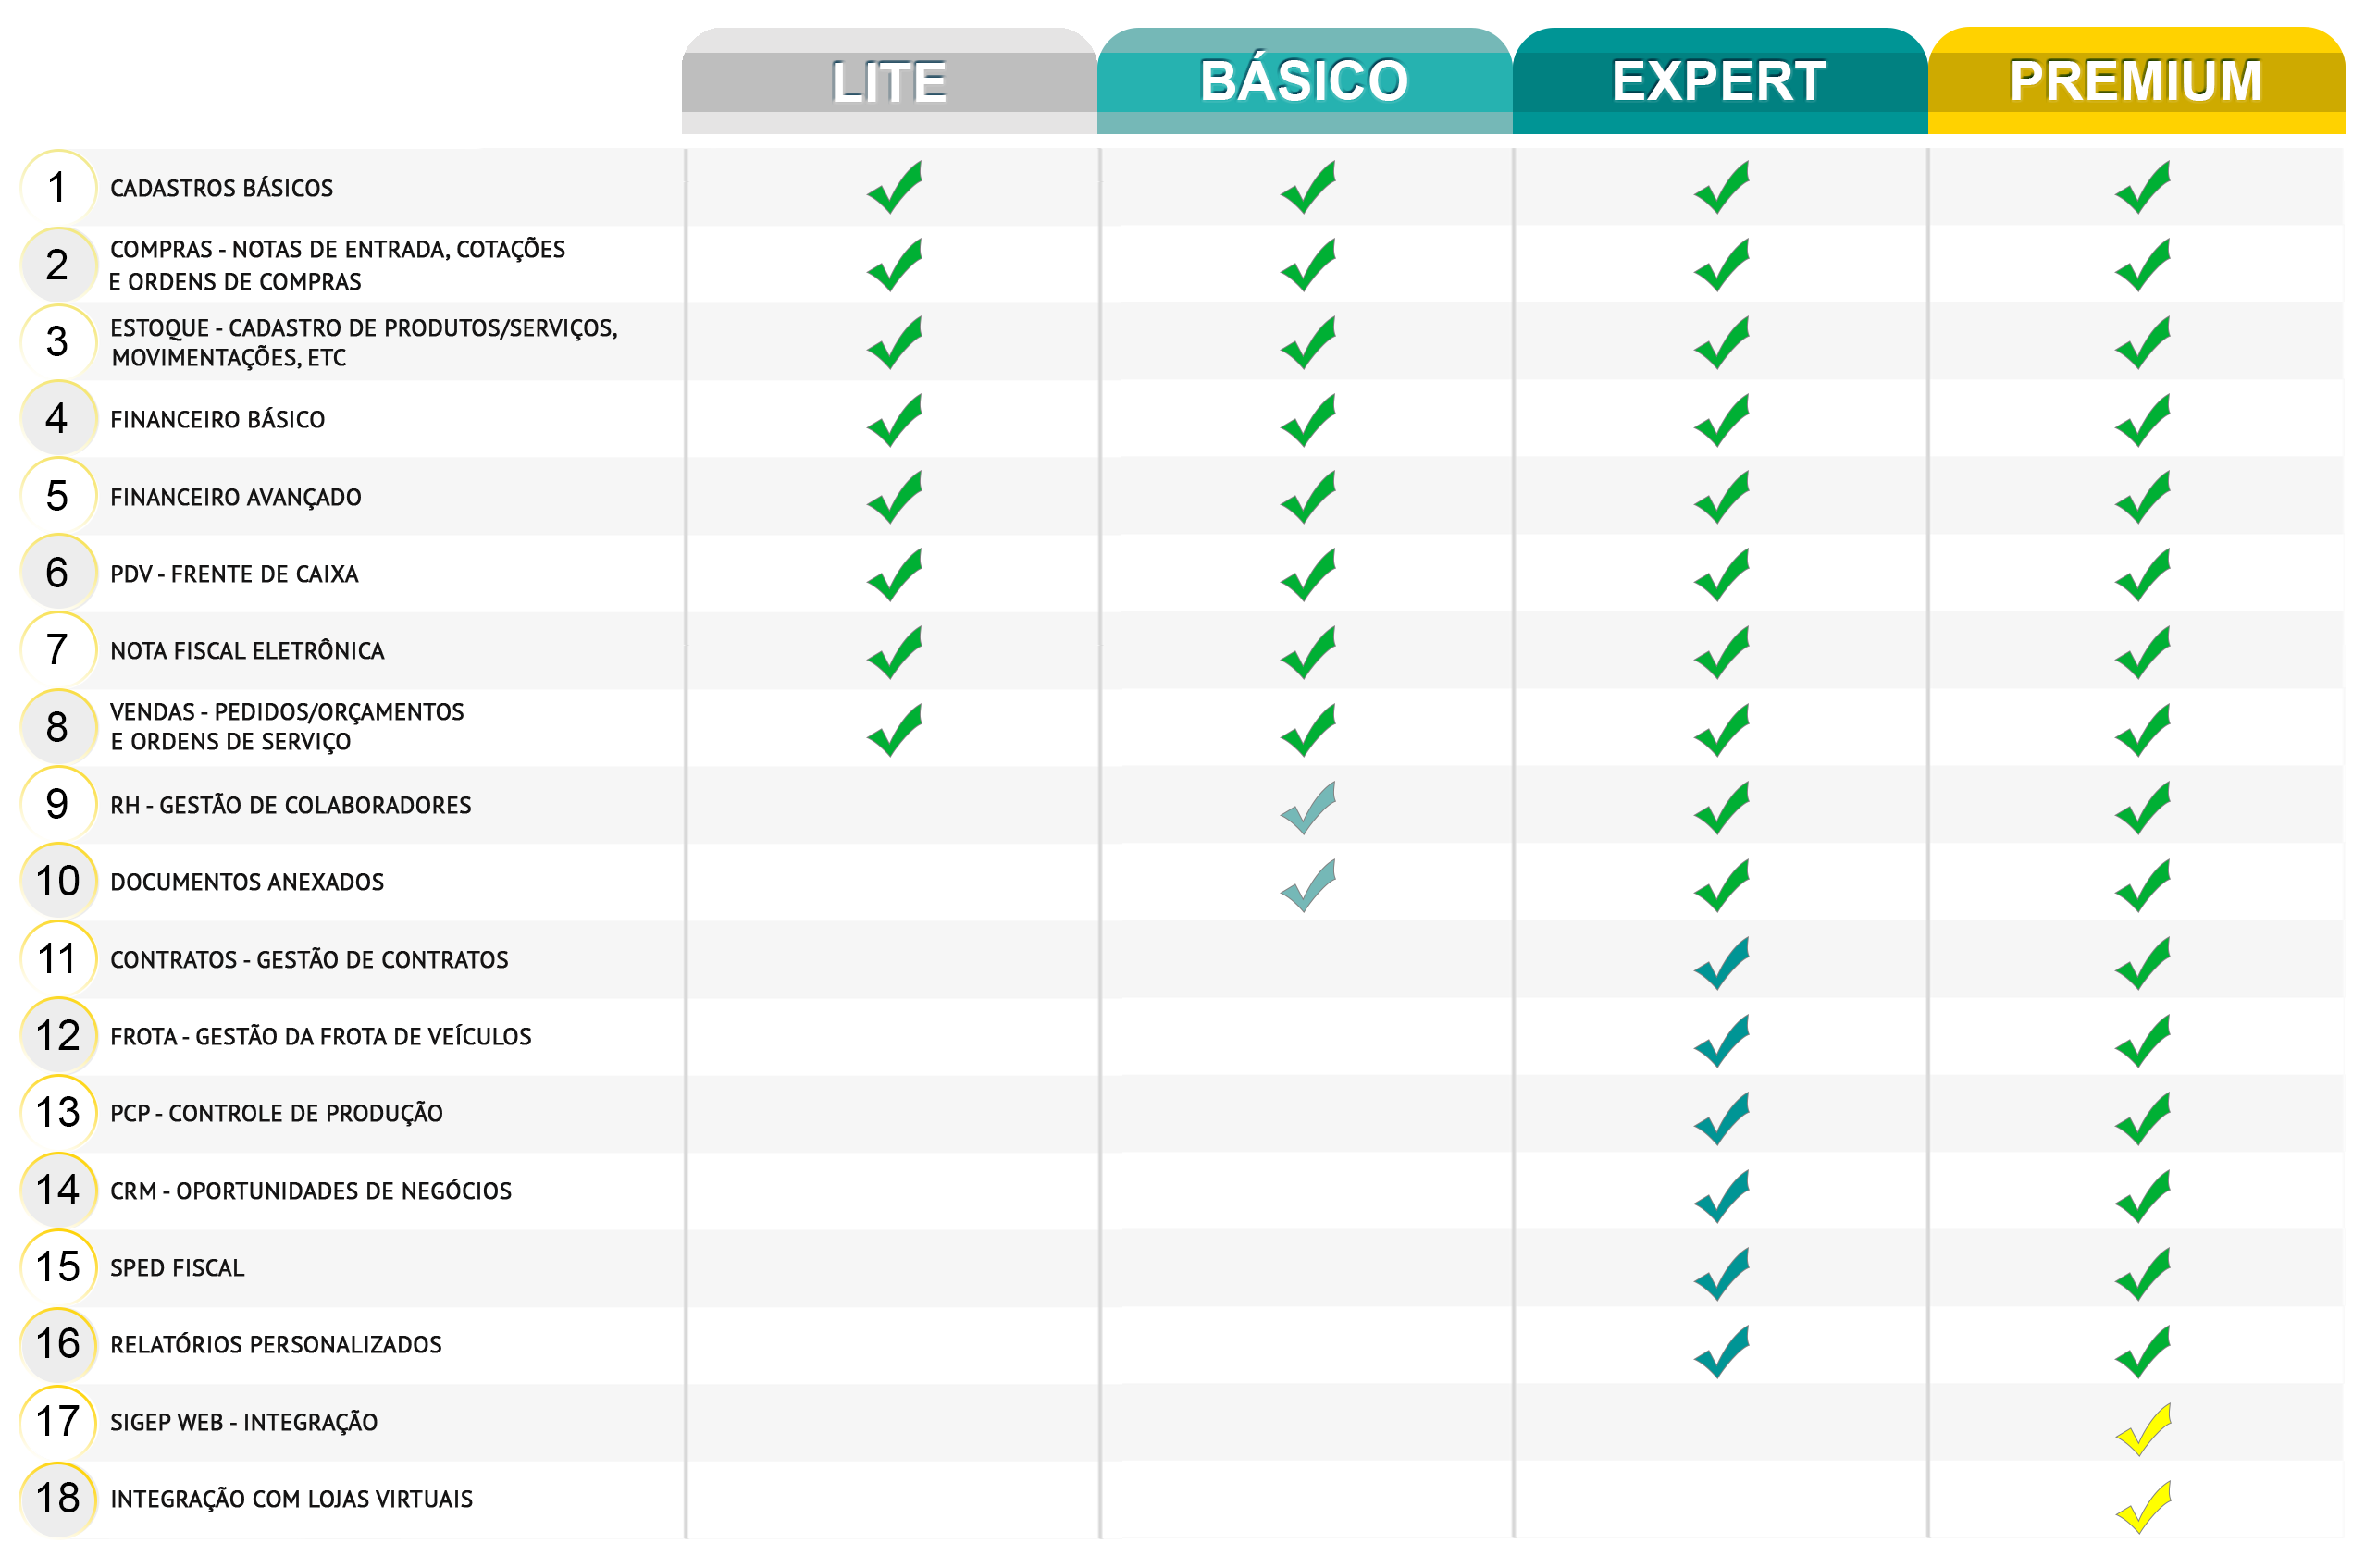 LITE BÁSICO EXPERT PREMIUM
1 CADASTROS BÁSICOS
2 COMPRAS - NOTAS DE ENTRADA, COTAÇÕES
E ORDENS DE COMPRAS
3 ESTOQUE - CADASTRO DE PRODUTOS/SERVIÇOS,
MOVIMENTAÇÕES, ETC
4 FINANCEIRO BÁSICO
5 FINANCEIRO AVANÇADO
6 PDV - FRENTE DE CAIXA
7 NOTA FISCAL ELETRÔNICA
8 VENDAS - PEDIDOS/ORÇAMENTOS
E ORDENS DE SERVIÇO
9 RH - GESTÃO DE COLABORADORES
10 DOCUMENTOS ANEXADOS
11 CONTRATOS - GESTÃO DE CONTRATOS
12 FROTA - GESTÃO DA FROTA DE VEÍCULOS
13 PCP - CONTROLE DE PRODUÇÃO
14 CRM - OPORTUNIDADES DE NEGÓCIOS
15 SPED FISCAL
16 RELATÓRIOS PERSONALIZADOS
17 SIGEP WEB - INTEGRAÇÃO
18 INTEGRAÇÃO COM LOJAS VIRTUAIS